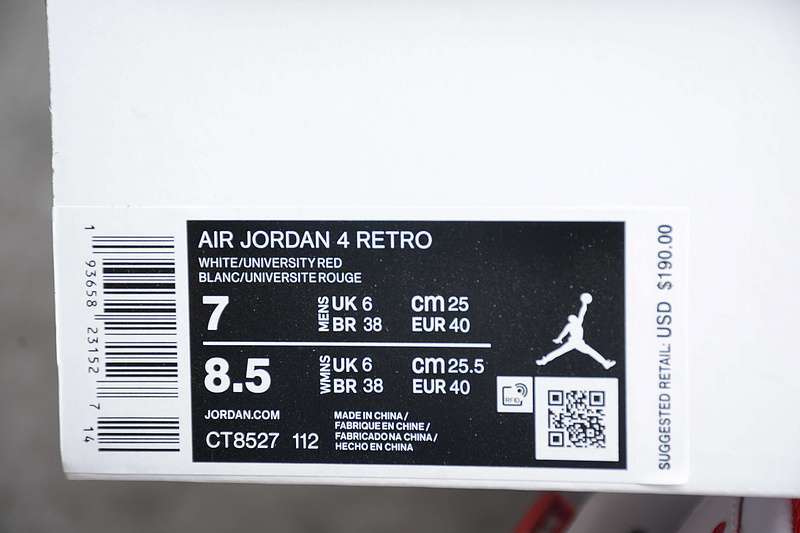 AIR JORDAN 4 RETRO
WHITE/UNIVERSITY RED
BLANC/UNIVERSITE ROUGE
7 MENS UK 6 cm 25
BR 38 EUR 40
8.5 WMNS UK 6 cm 25.5
BR 38 EUR 40
JORDAN.COM
CT8527 112
MADE IN CHINA/
FABRIQUE EN CHINE/
FABRICADO NA CHINA/
HECHO EN CHINA
RFID
SUGGESTED RETAIL: USD $190.00
1 93658 23152 7 14